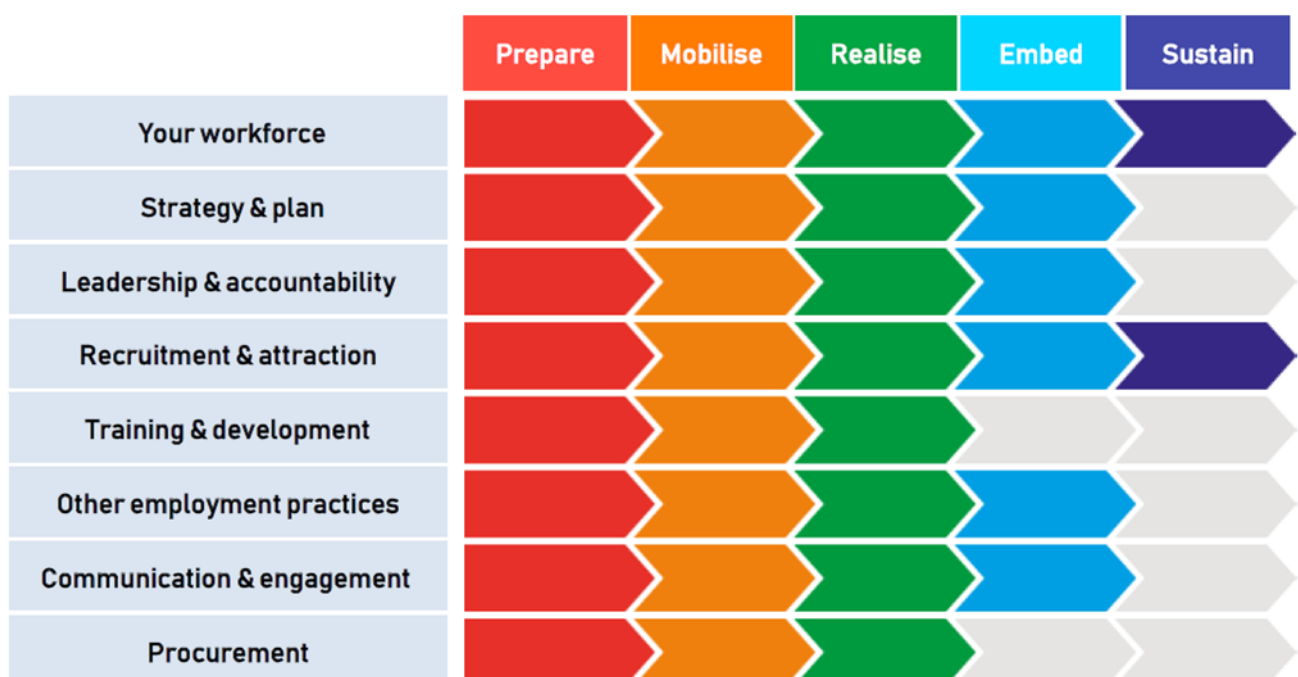 Prepare Mobilise Realise Embed Sustain
Your workforce
Strategy & plan
Leadership & accountability
Recruitment & attraction
Training & development
Other employment practices
Communication & engagement
Procurement